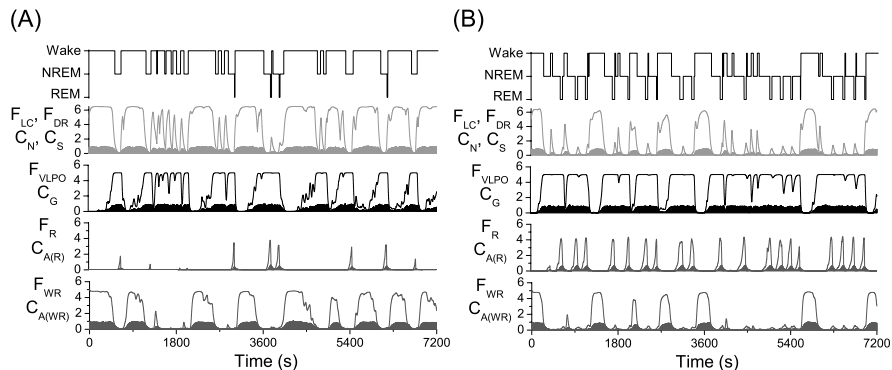 (A)
Wake
NREM
REM
F_LC, F_DR
C_N, C_S
6
4
2
0
F_VLPO
C_G
6
4
2
0
F_R
C_A(R)
6
4
2
0
F_WR
C_A(WR)
6
4
2
0
0 1800 3600 5400 7200
Time (s)
(B)
Wake
NREM
REM
F_LC, F_DR
C_N, C_S
6
4
2
0
F_VLPO
C_G
6
4
2
0
F_R
C_A(R)
6
4
2
0
F_WR
C_A(WR)
6
4
2
0
0 1800 3600 5400 7200
Time (s)